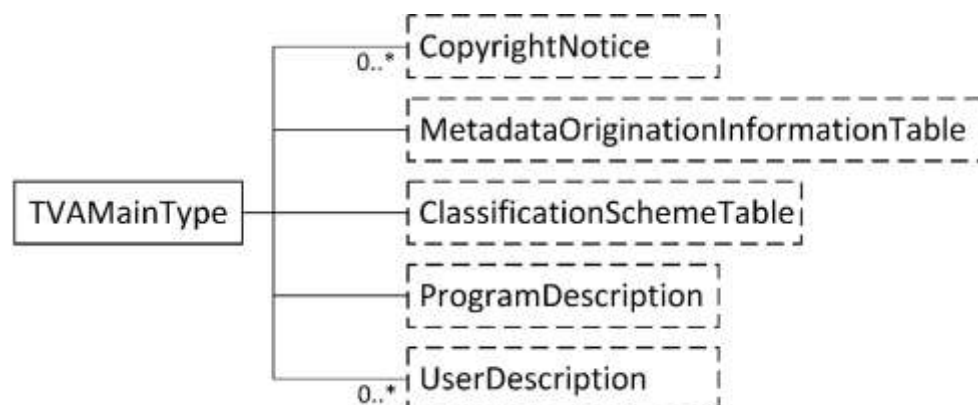 CopyrightNotice
0..*
MetadataOriginationInformationTable
TVAMainType
ClassificationSchemeTable
ProgramDescription
UserDescription
0..*